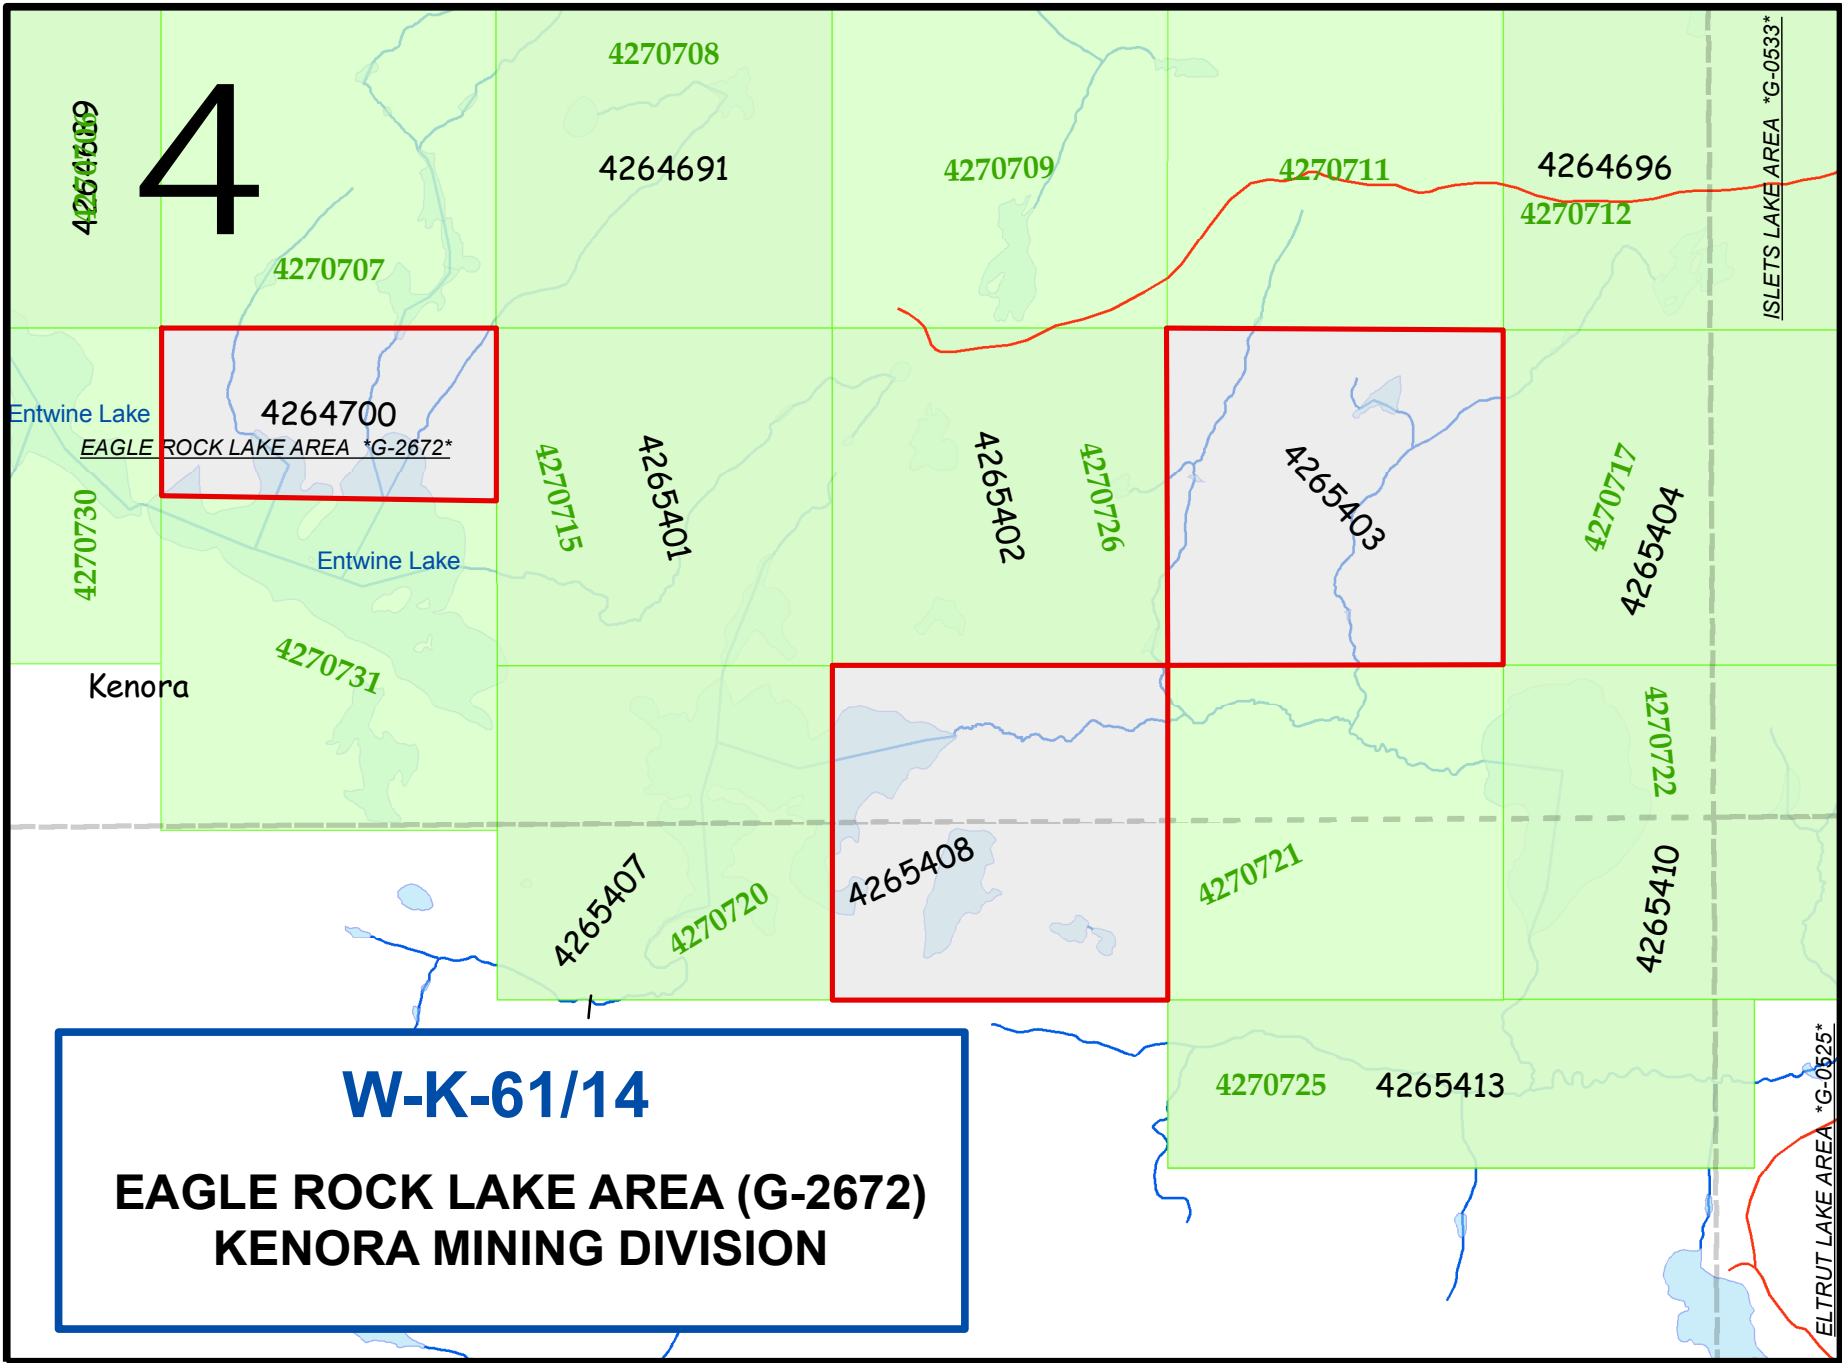 4270708
4
4264689
4264691
4270709
4270711
4264696
4270712
ISLETS LAKE AREA *G-0533*
4270707
Entwine Lake
4264700
EAGLE ROCK LAKE AREA *G-2672*
4270730
Entwine Lake
4270715
4265401
4265402
4270726
4265403
4270717
4265404
4270731
Kenora
4270722
4265407
4270720
4265408
4270721
4265410
4270725 4265413
ELTRUT LAKE AREA *G-0525*
W-K-61/14
EAGLE ROCK LAKE AREA (G-2672)
KENORA MINING DIVISION